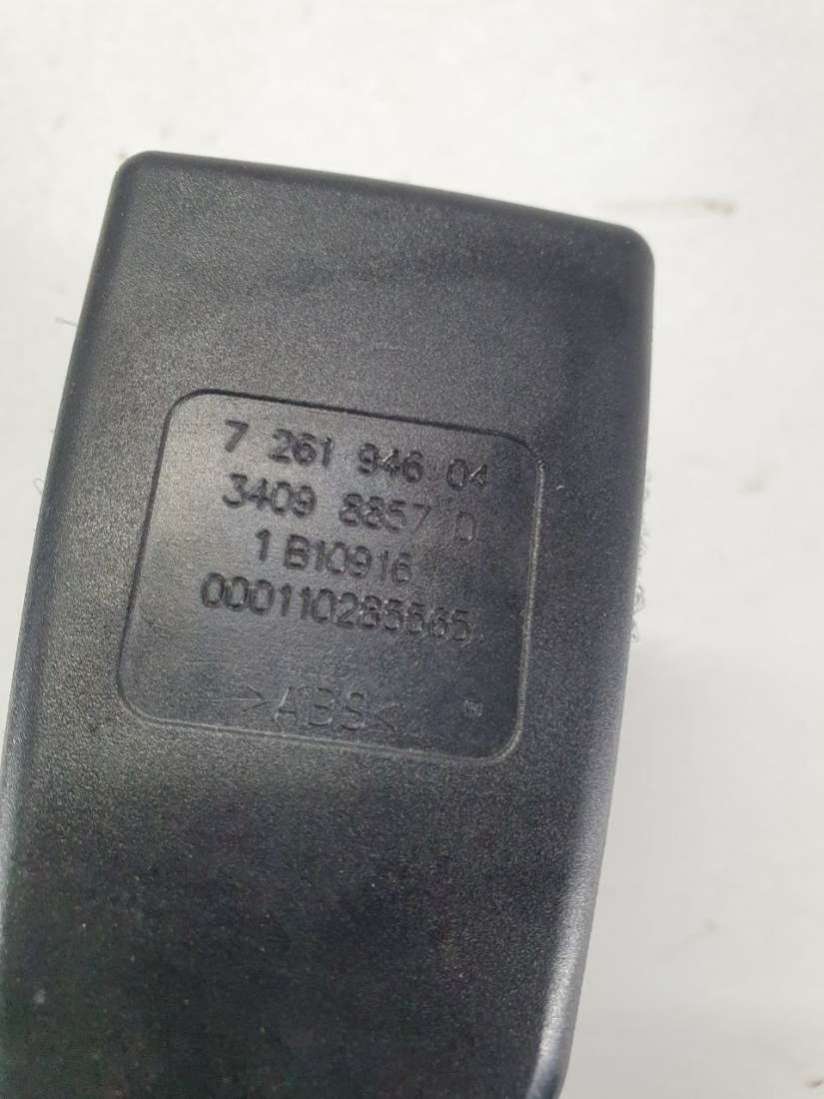 7 261 946 04
3409 8857 D
1 B10916
000110285565
>ABS<